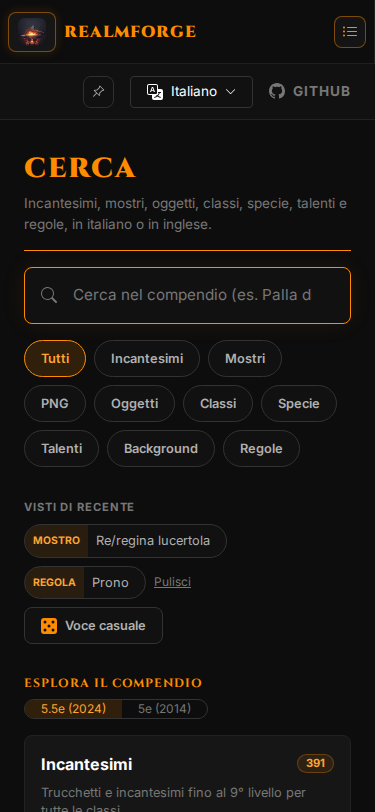 REALMFORGE
Italiano
GITHUB
CERCA
Incantesimi, mostri, oggetti, classi, specie, talenti e
regole, in italiano o in inglese.
Cerca nel compendio (es. Palla d
Tutti Incantesimi Mostri
PNG Oggetti Classi Specie
Talenti Background Regole
VISTI DI RECENTE
MOSTRO Re/regina lucertola
REGOLA Prono Pulisci
Voce casuale
ESPLORA IL COMPENDIO
5.5e (2024) 5e (2014)
Incantesimi 391
Trucchetti e incantesimi fino al 9° livello per
tutte le classi